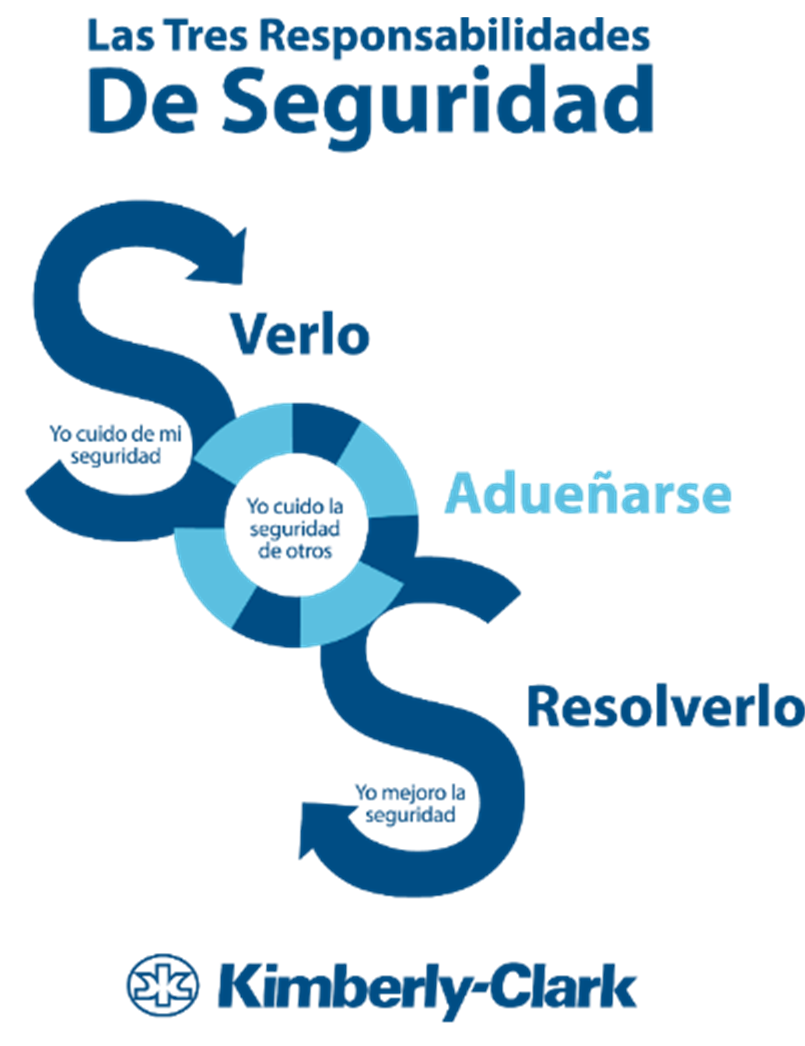 Las Tres Responsabilidades
De Seguridad
Verlo
Yo cuido de mi
seguridad
Adueñarse
Yo cuido la
seguridad
de otros
Resolverlo
Yo mejoro la
seguridad
Kimberly-Clark